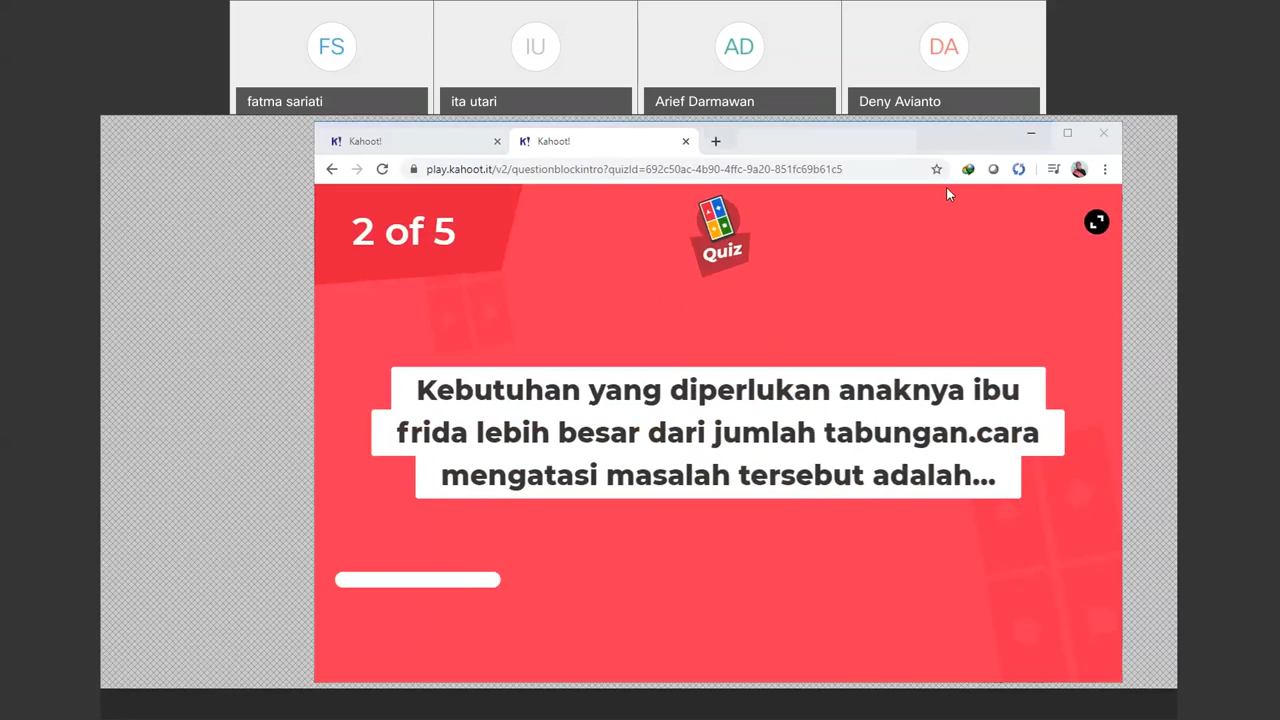 FS
IU
AD
DA
fatma sariati
ita utari
Arief Darmawan
Deny Avianto
K! Kahoot!
K! Kahoot!
play.kahoot.it/v2/questionblockintro?quizId=692c50ac-4b90-4ffc-9a20-851fc69b61c5
2 of 5
Quiz
Kebutuhan yang diperlukan anaknya ibu
frida lebih besar dari jumlah tabungan.cara
mengatasi masalah tersebut adalah...